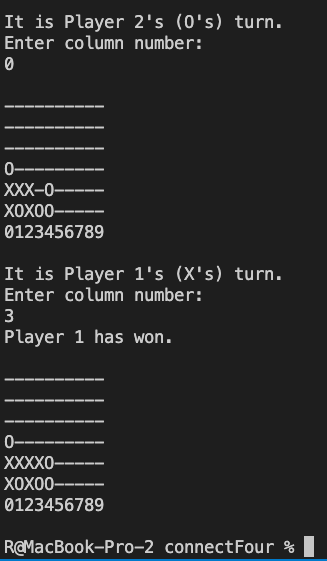 It is Player 2's (O's) turn.
Enter column number:
0
----------
----------
----------
O---------
XXX-O-----
XOXOO-----
0123456789
It is Player 1's (X's) turn.
Enter column number:
3
Player 1 has won.
----------
----------
----------
O---------
XXXXO-----
XOXOO-----
0123456789
R@MacBook-Pro-2 connectFour %